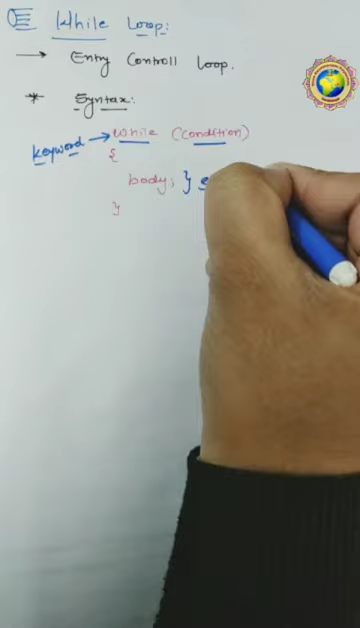 While Loop:
→ Entry Controll Loop.
* Syntax:
keyword → while (condition)
{
body; }
}